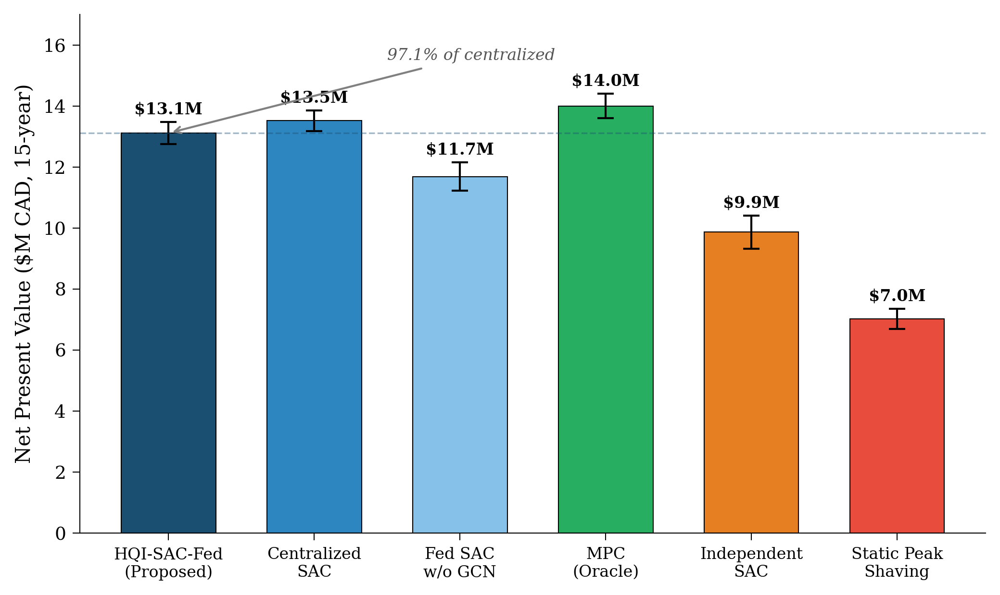 Net Present Value ($M CAD, 15-year)
16
14
12
10
8
6
4
2
0
97.1% of centralized
$13.1M
$13.5M
$11.7M
$14.0M
$9.9M
$7.0M
HQI-SAC-Fed
(Proposed)
Centralized
SAC
Fed SAC
w/o GCN
MPC
(Oracle)
Independent
SAC
Static Peak
Shaving